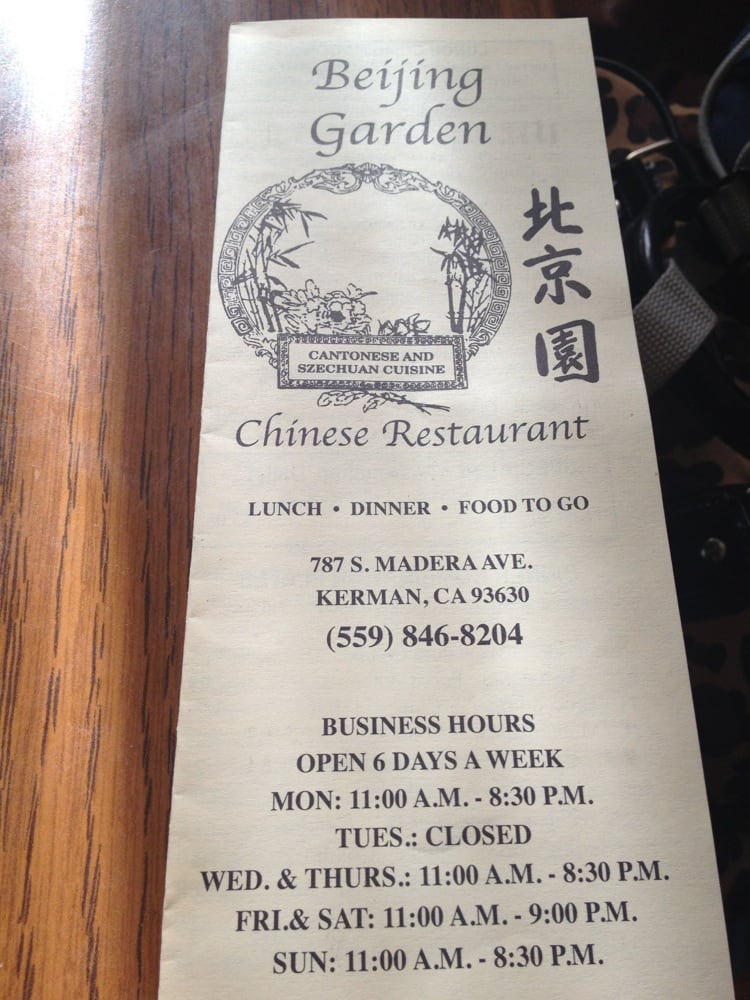 Beijing
Garden
北京園
CANTONESE AND
SZECHUAN CUISINE
Chinese Restaurant
LUNCH • DINNER • FOOD TO GO
787 S. MADERA AVE.
KERMAN, CA 93630
(559) 846-8204
BUSINESS HOURS
OPEN 6 DAYS A WEEK
MON: 11:00 A.M. - 8:30 P.M.
TUES.: CLOSED
WED. & THURS.: 11:00 A.M. - 8:30 P.M.
FRI.& SAT: 11:00 A.M. - 9:00 P.M.
SUN: 11:00 A.M. - 8:30 P.M.